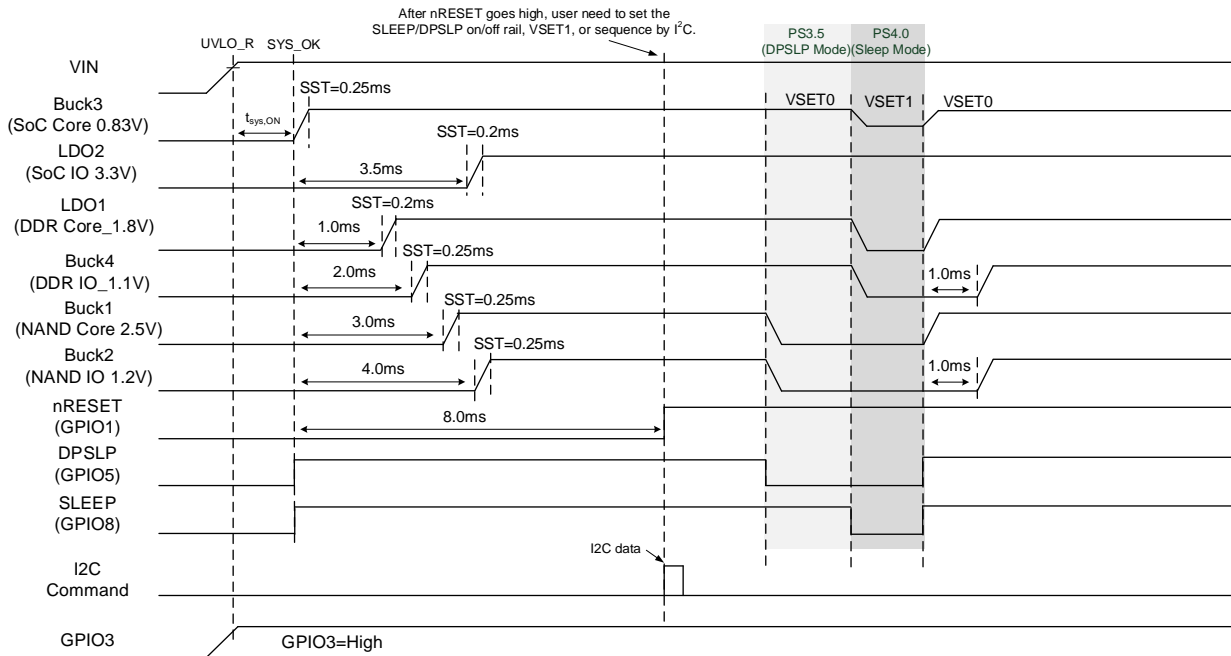 After nRESET goes high, user need to set the
SLEEP/DPSLP on/off rail, VSET1, or sequence by I²C.
UVLO_R SYS_OK
PS3.5
(DPSLP Mode)
PS4.0
(Sleep Mode)
VIN
SST=0.25ms
Buck3
(SoC Core 0.83V)
tsys,ON
VSET0 VSET1 VSET0
SST=0.2ms
LDO2
(SoC IO 3.3V)
3.5ms
SST=0.2ms
LDO1
(DDR Core_1.8V)
1.0ms
SST=0.25ms
Buck4
(DDR IO_1.1V)
2.0ms
1.0ms
SST=0.25ms
Buck1
(NAND Core 2.5V)
3.0ms
SST=0.25ms
Buck2
(NAND IO 1.2V)
4.0ms
1.0ms
nRESET
(GPIO1)
8.0ms
DPSLP
(GPIO5)
SLEEP
(GPIO8)
I2C data
I2C
Command
GPIO3
GPIO3=High